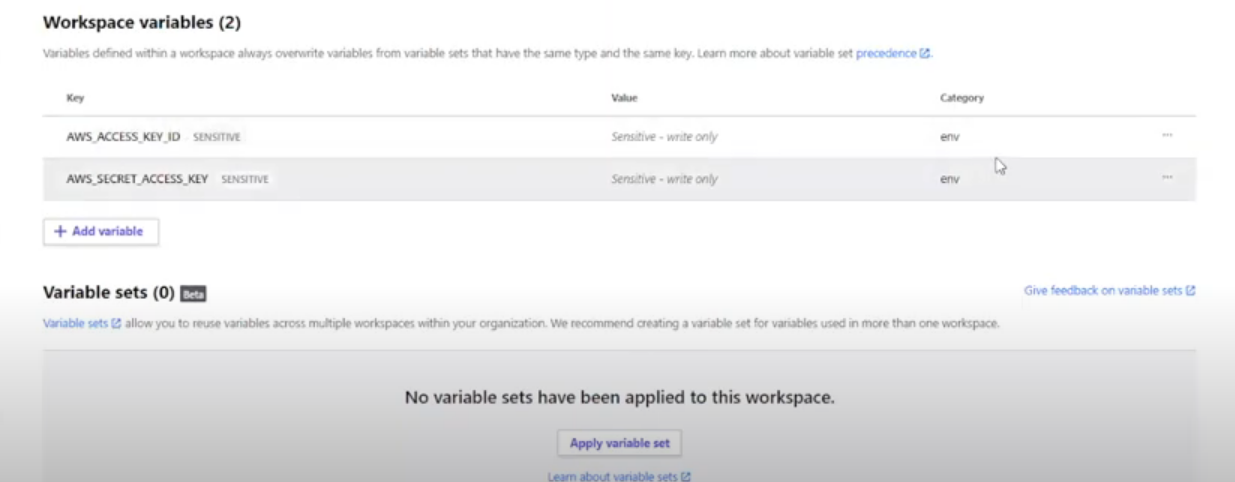 Workspace variables (2)
Variables defined within a workspace always overwrite variables from variable sets that have the same type and the same key. Learn more about variable set precedence.
Key Value Category
AWS_ACCESS_KEY_ID SENSITIVE Sensitive - write only env ...
AWS_SECRET_ACCESS_KEY SENSITIVE Sensitive - write only env ...
+ Add variable
Variable sets (0) Beta Give feedback on variable sets
Variable sets allow you to reuse variables across multiple workspaces within your organization. We recommend creating a variable set for variables used in more than one workspace.
No variable sets have been applied to this workspace.
Apply variable set
Learn about variable sets